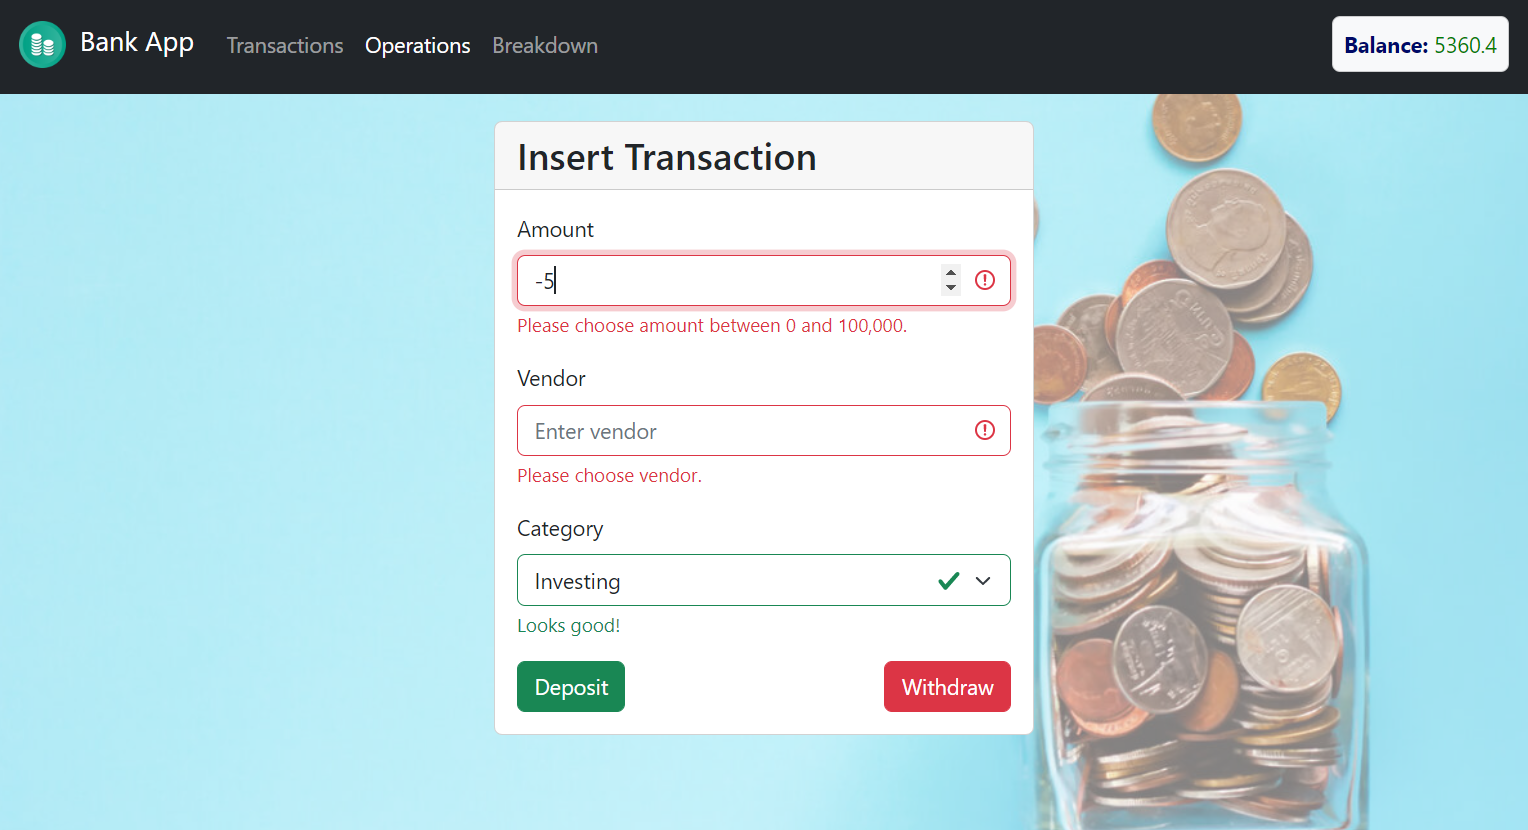 Bank App Transactions Operations Breakdown Balance: 5360.4
Insert Transaction
Amount
-5
Please choose amount between 0 and 100,000.
Vendor
Enter vendor
Please choose vendor.
Category
Investing
Looks good!
Deposit Withdraw